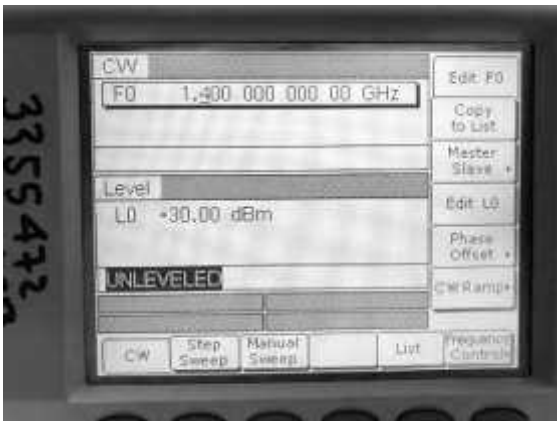 CW
F0 1.400 000 000 00 GHz
Level
L0 +30.00 dBm
UNLEVELED
Edit F0
Copy
to List
Master
Slave
Edit L0
Phase
Offset
CW Ramp
CW
Step
Sweep
Manual
Sweep
List
Frequency
Control
3355472